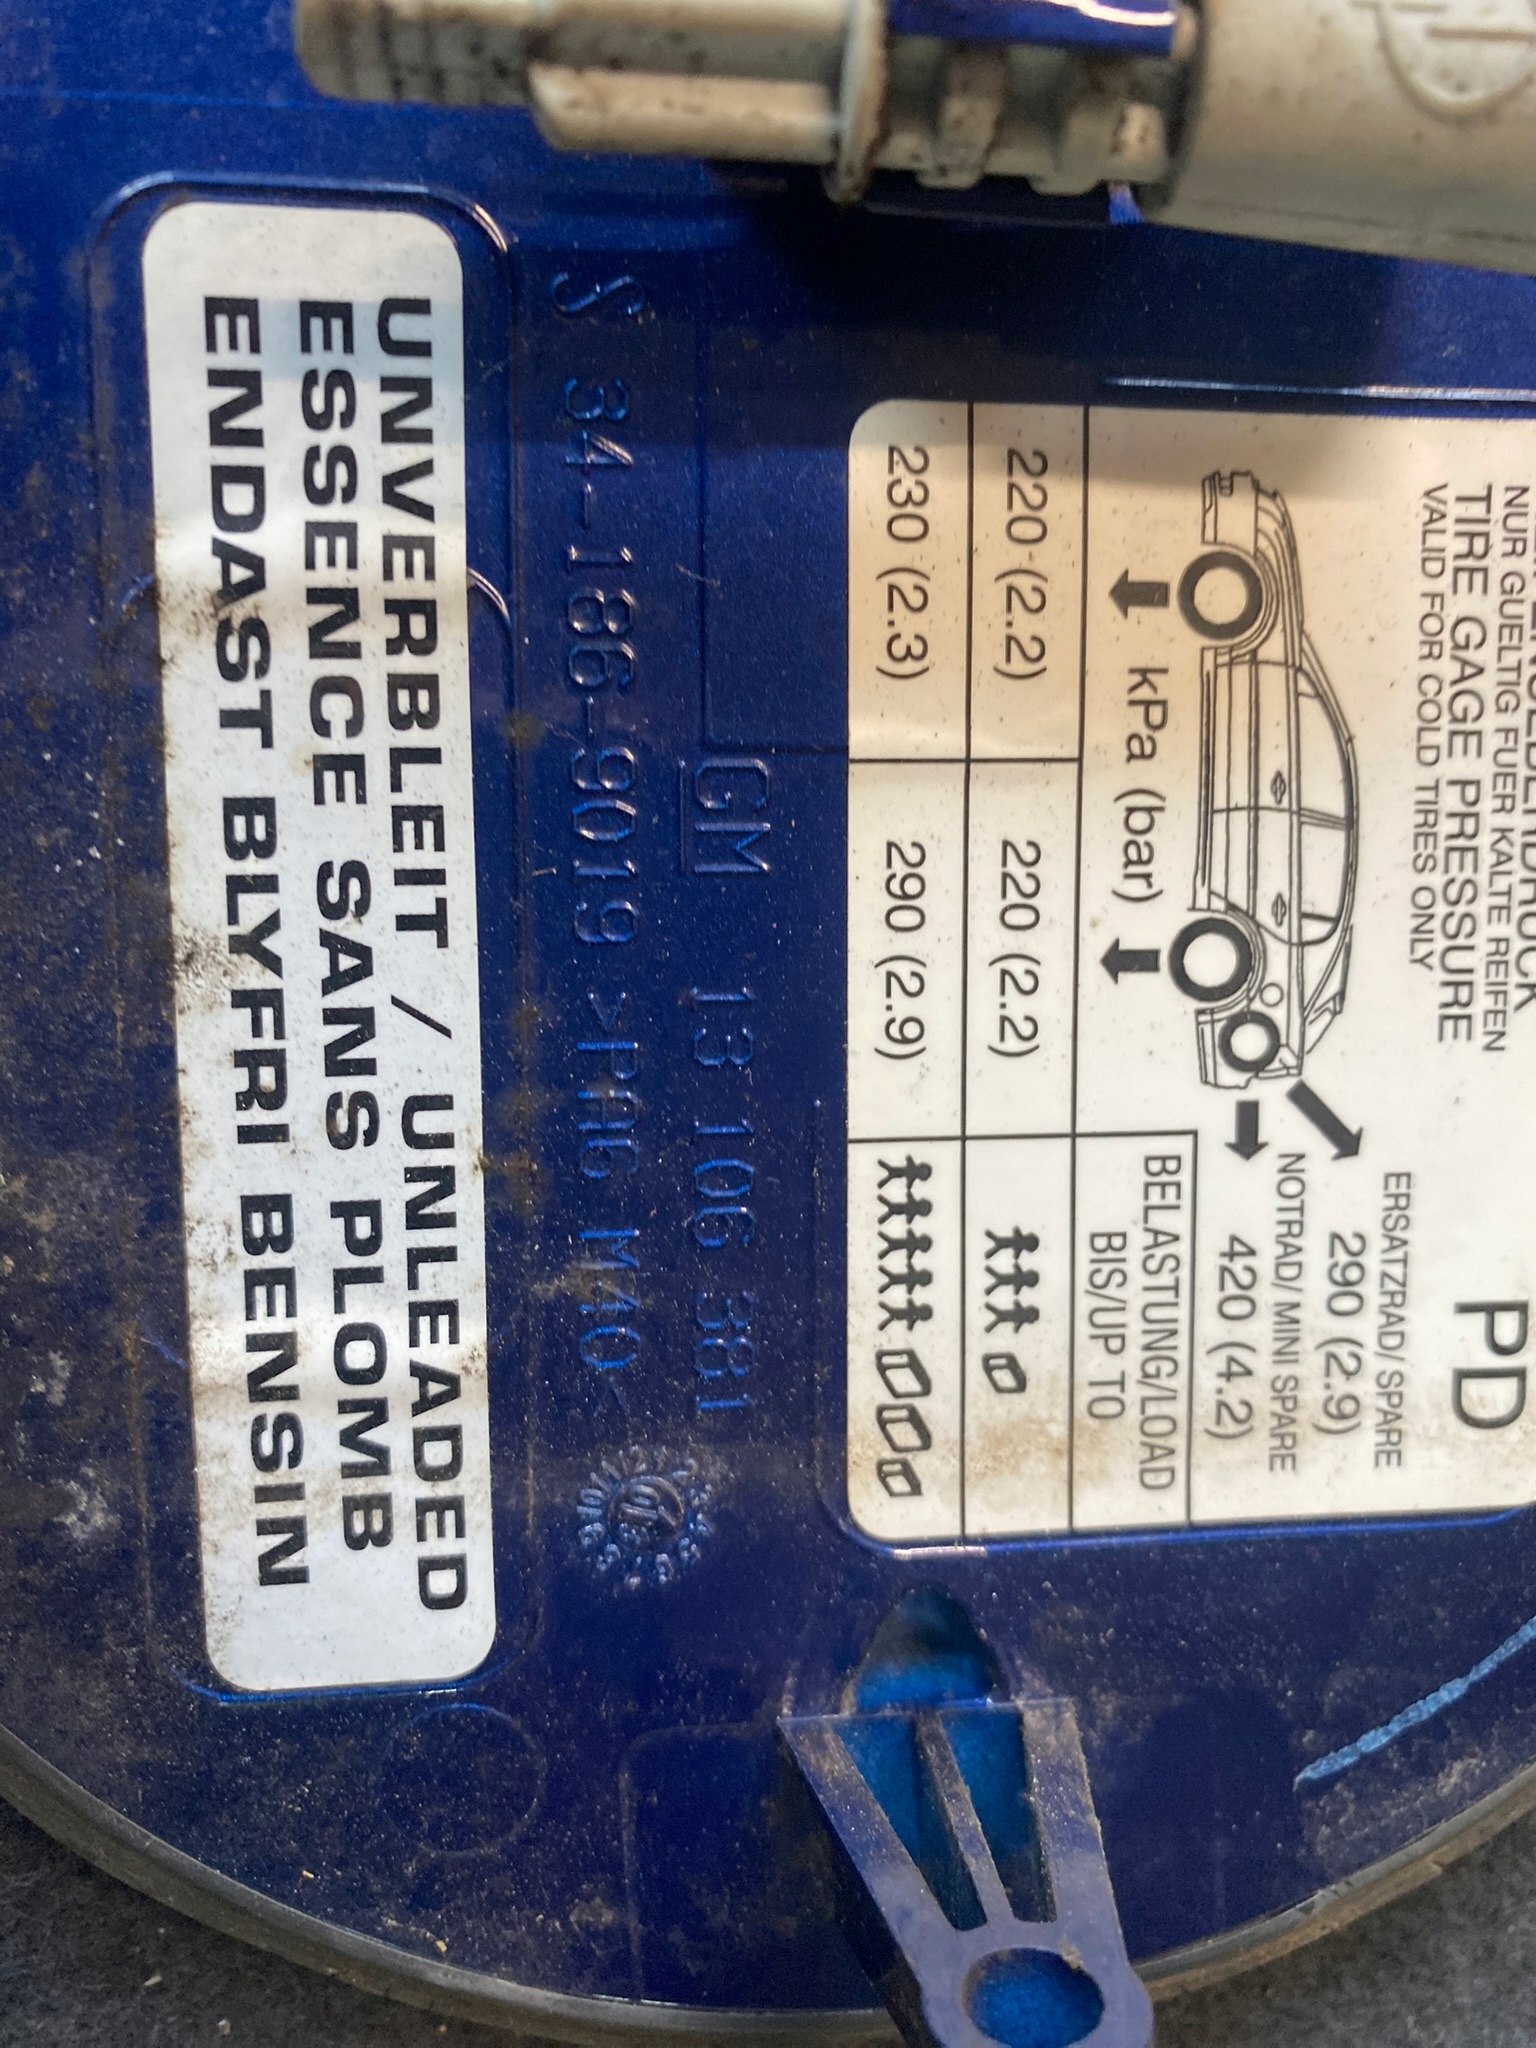 NUR GUELTIG FUER KALTE REIFEN
TIRE GAGE PRESSURE
VALID FOR COLD TIRES ONLY
PD
ERSATZRAD/ SPARE
290 (2.9)
NOTRAD/ MINI SPARE
420 (4.2)
kPa (bar)
BELASTUNG/LOAD
BIS/UP TO
220 (2.2) 220 (2.2)
230 (2.3) 290 (2.9)
GM 13 106 381
S 34-186-9019 >PA6 M40<
UNVERBLEIT / UNLEADED
ESSENCE SANS PLOMB
ENDAST BLYFRI BENSIN